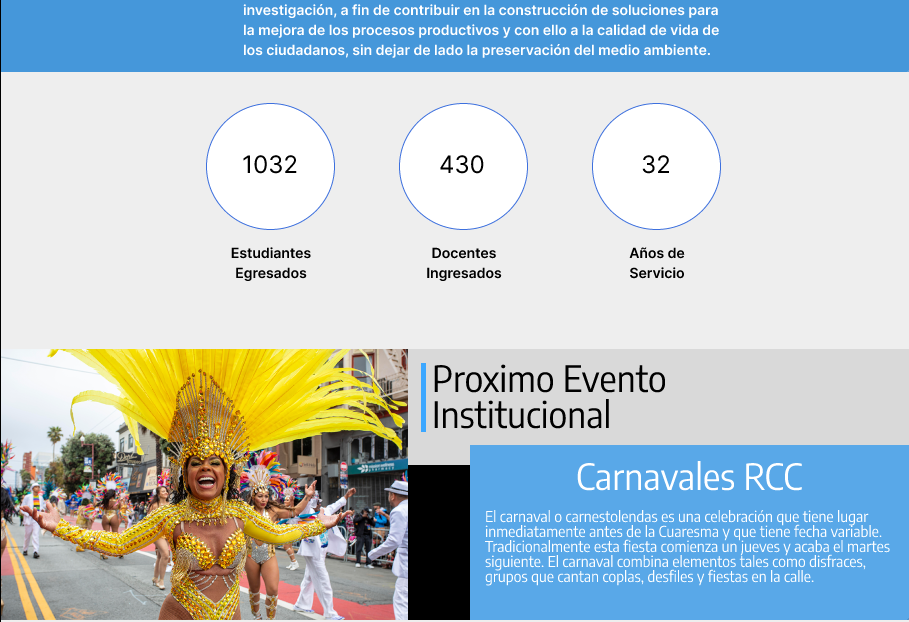 investigación, a fin de contribuir en la construcción de soluciones para
la mejora de los procesos productivos y con ello a la calidad de vida de
los ciudadanos, sin dejar de lado la preservación del medio ambiente.
1032
430
32
Estudiantes
Egresados
Docentes
Ingresados
Años de
Servicio
Proximo Evento
Institucional
Carnavales RCC
El carnaval o carnestolendas es una celebración que tiene lugar
inmediatamente antes de la Cuaresma y que tiene fecha variable.
Tradicionalmente esta fiesta comienza un jueves y acaba el martes
siguiente. El carnaval combina elementos tales como disfraces,
grupos que cantan coplas, desfiles y fiestas en la calle.